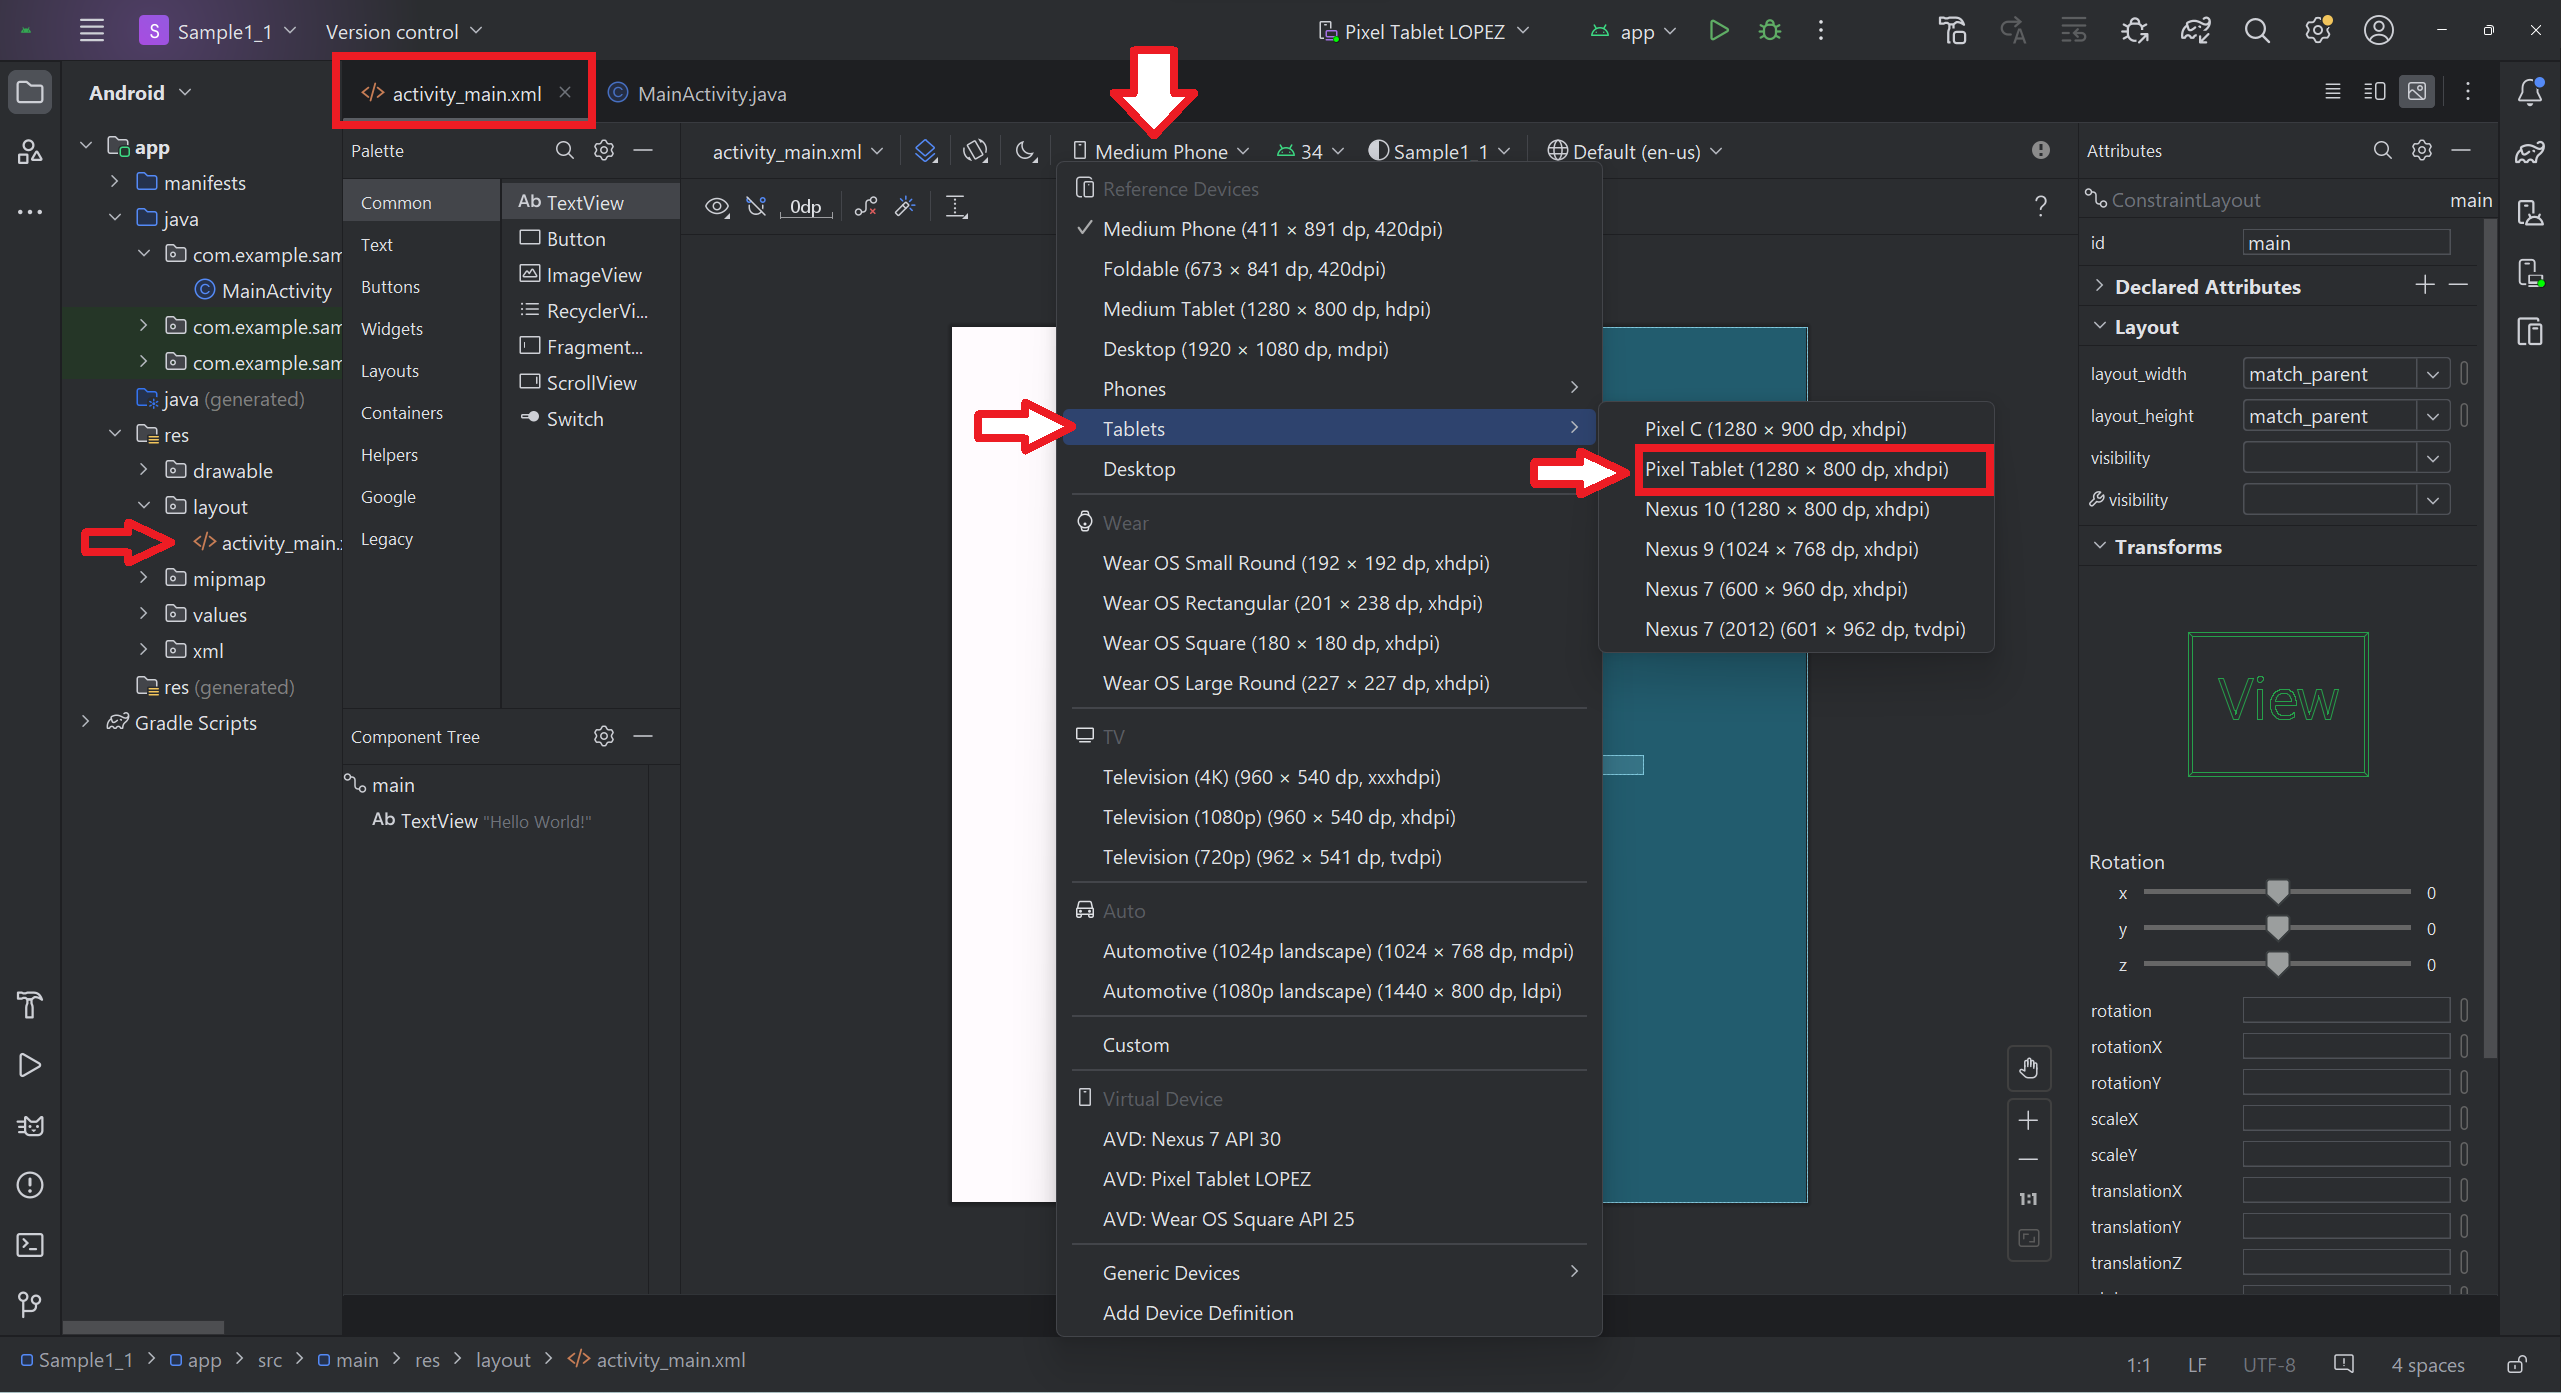 S Sample1_1
Version control
Pixel Tablet LOPEZ
app
Android
app
manifests
java
com.example.sam
MainActivity
com.example.sam
com.example.sam
java (generated)
res
drawable
layout
activity_main.
mipmap
values
xml
res (generated)
Gradle Scripts
activity_main.xml
MainActivity.java
Palette
Common
Text
Buttons
Widgets
Layouts
Containers
Helpers
Google
Legacy
Ab TextView
Button
ImageView
RecyclerVi...
Fragment...
ScrollView
Switch
Component Tree
main
Ab TextView "Hello World!"
activity_main.xml
Medium Phone
34
Sample1_1
Default (en-us)
0dp
?
Reference Devices
Medium Phone (411 × 891 dp, 420dpi)
Foldable (673 × 841 dp, 420dpi)
Medium Tablet (1280 × 800 dp, hdpi)
Desktop (1920 × 1080 dp, mdpi)
Phones
Tablets
Desktop
Wear
Wear OS Small Round (192 × 192 dp, xhdpi)
Wear OS Rectangular (201 × 238 dp, xhdpi)
Wear OS Square (180 × 180 dp, xhdpi)
Wear OS Large Round (227 × 227 dp, xhdpi)
TV
Television (4K) (960 × 540 dp, xxxhdpi)
Television (1080p) (960 × 540 dp, xhdpi)
Television (720p) (962 × 541 dp, tvdpi)
Auto
Automotive (1024p landscape) (1024 × 768 dp, mdpi)
Automotive (1080p landscape) (1440 × 800 dp, ldpi)
Custom
Virtual Device
AVD: Nexus 7 API 30
AVD: Pixel Tablet LOPEZ
AVD: Wear OS Square API 25
Generic Devices
Add Device Definition
Pixel C (1280 × 900 dp, xhdpi)
Pixel Tablet (1280 × 800 dp, xhdpi)
Nexus 10 (1280 × 800 dp, xhdpi)
Nexus 9 (1024 × 768 dp, xhdpi)
Nexus 7 (600 × 960 dp, xhdpi)
Nexus 7 (2012) (601 × 962 dp, tvdpi)
1:1
Attributes
ConstraintLayout main
id main
Declared Attributes
Layout
layout_width match_parent
layout_height match_parent
visibility
visibility
Transforms
View
Rotation
x 0
y 0
z 0
rotation
rotationX
rotationY
scaleX
scaleY
translationX
translationY
translationZ
Sample1_1 > app > src > main > res > layout > activity_main.xml
1:1 LF UTF-8 4 spaces